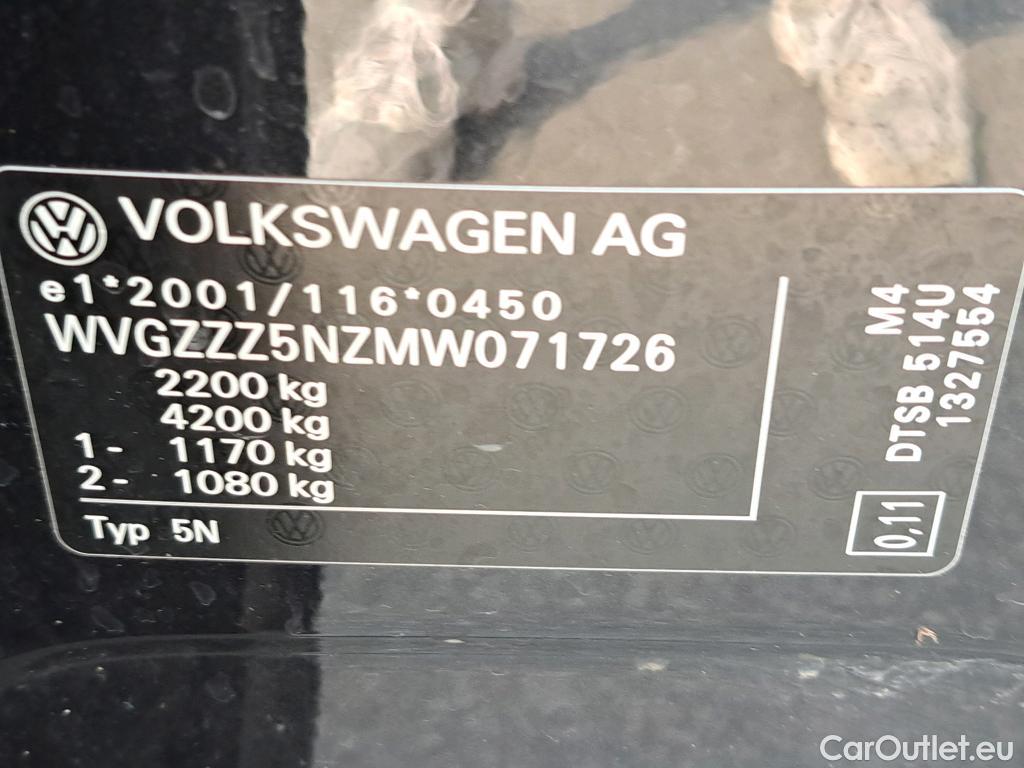 VOLKSWAGEN AG
e1*2001/116*0450
WVGZZZ5NZMW071726
2200 kg
4200 kg
1- 1170 kg
2- 1080 kg
Typ 5N
M4
DTSB 514U
1327554
0,11
CarOutlet.eu